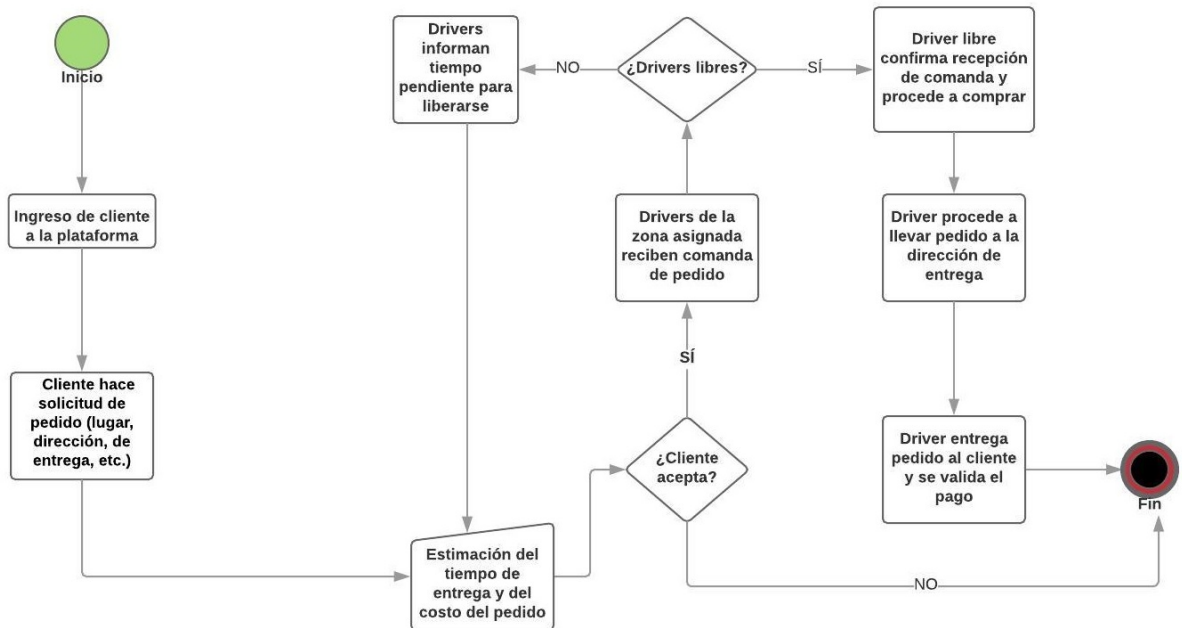 Inicio
Ingreso de cliente
a la plataforma
Cliente hace
solicitud de
pedido (lugar,
dirección, de
entrega, etc.)
Estimación del
tiempo de
entrega y del
costo del pedido
¿Cliente
acepta?
SÍ
NO
Drivers de la
zona asignada
reciben comanda
de pedido
¿Drivers libres?
NO
SÍ
Drivers
informan
tiempo
pendiente para
liberarse
Driver libre
confirma recepción
de comanda y
procede a comprar
Driver procede a
llevar pedido a la
dirección de
entrega
Driver entrega
pedido al cliente
y se valida el
pago
Fin